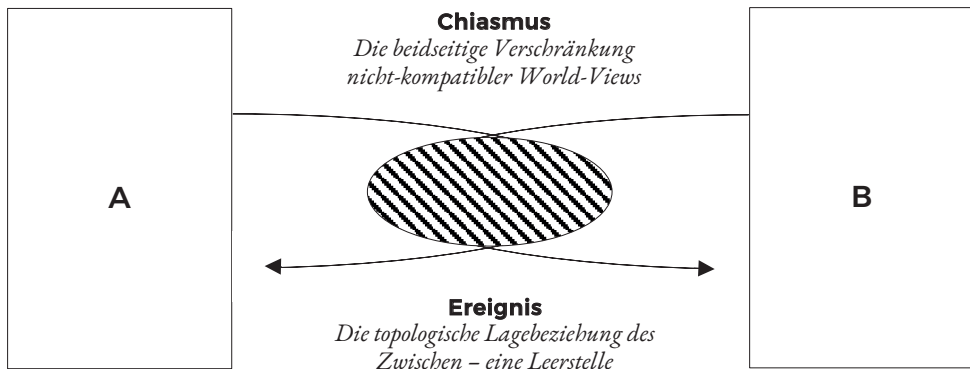 Chiasmus
Die beidseitige Verschränkung
nicht-kompatibler World-Views
A
B
Ereignis
Die topologische Lagebeziehung des
Zwischen – eine Leerstelle